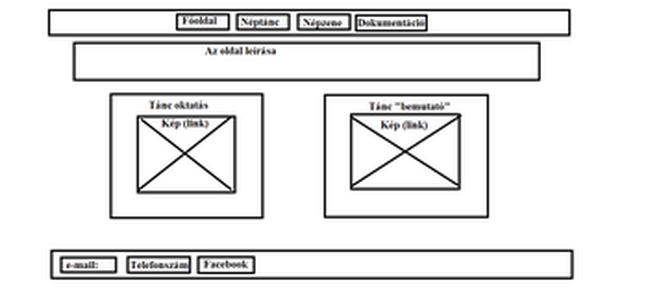 Főoldal Néptánc Népzene Dokumentáció
Az oldal leírása
Tánc oktatás
Kép (link)
Tánc "bemutató"
Kép (link)
e-mail: Telefonszám Facebook